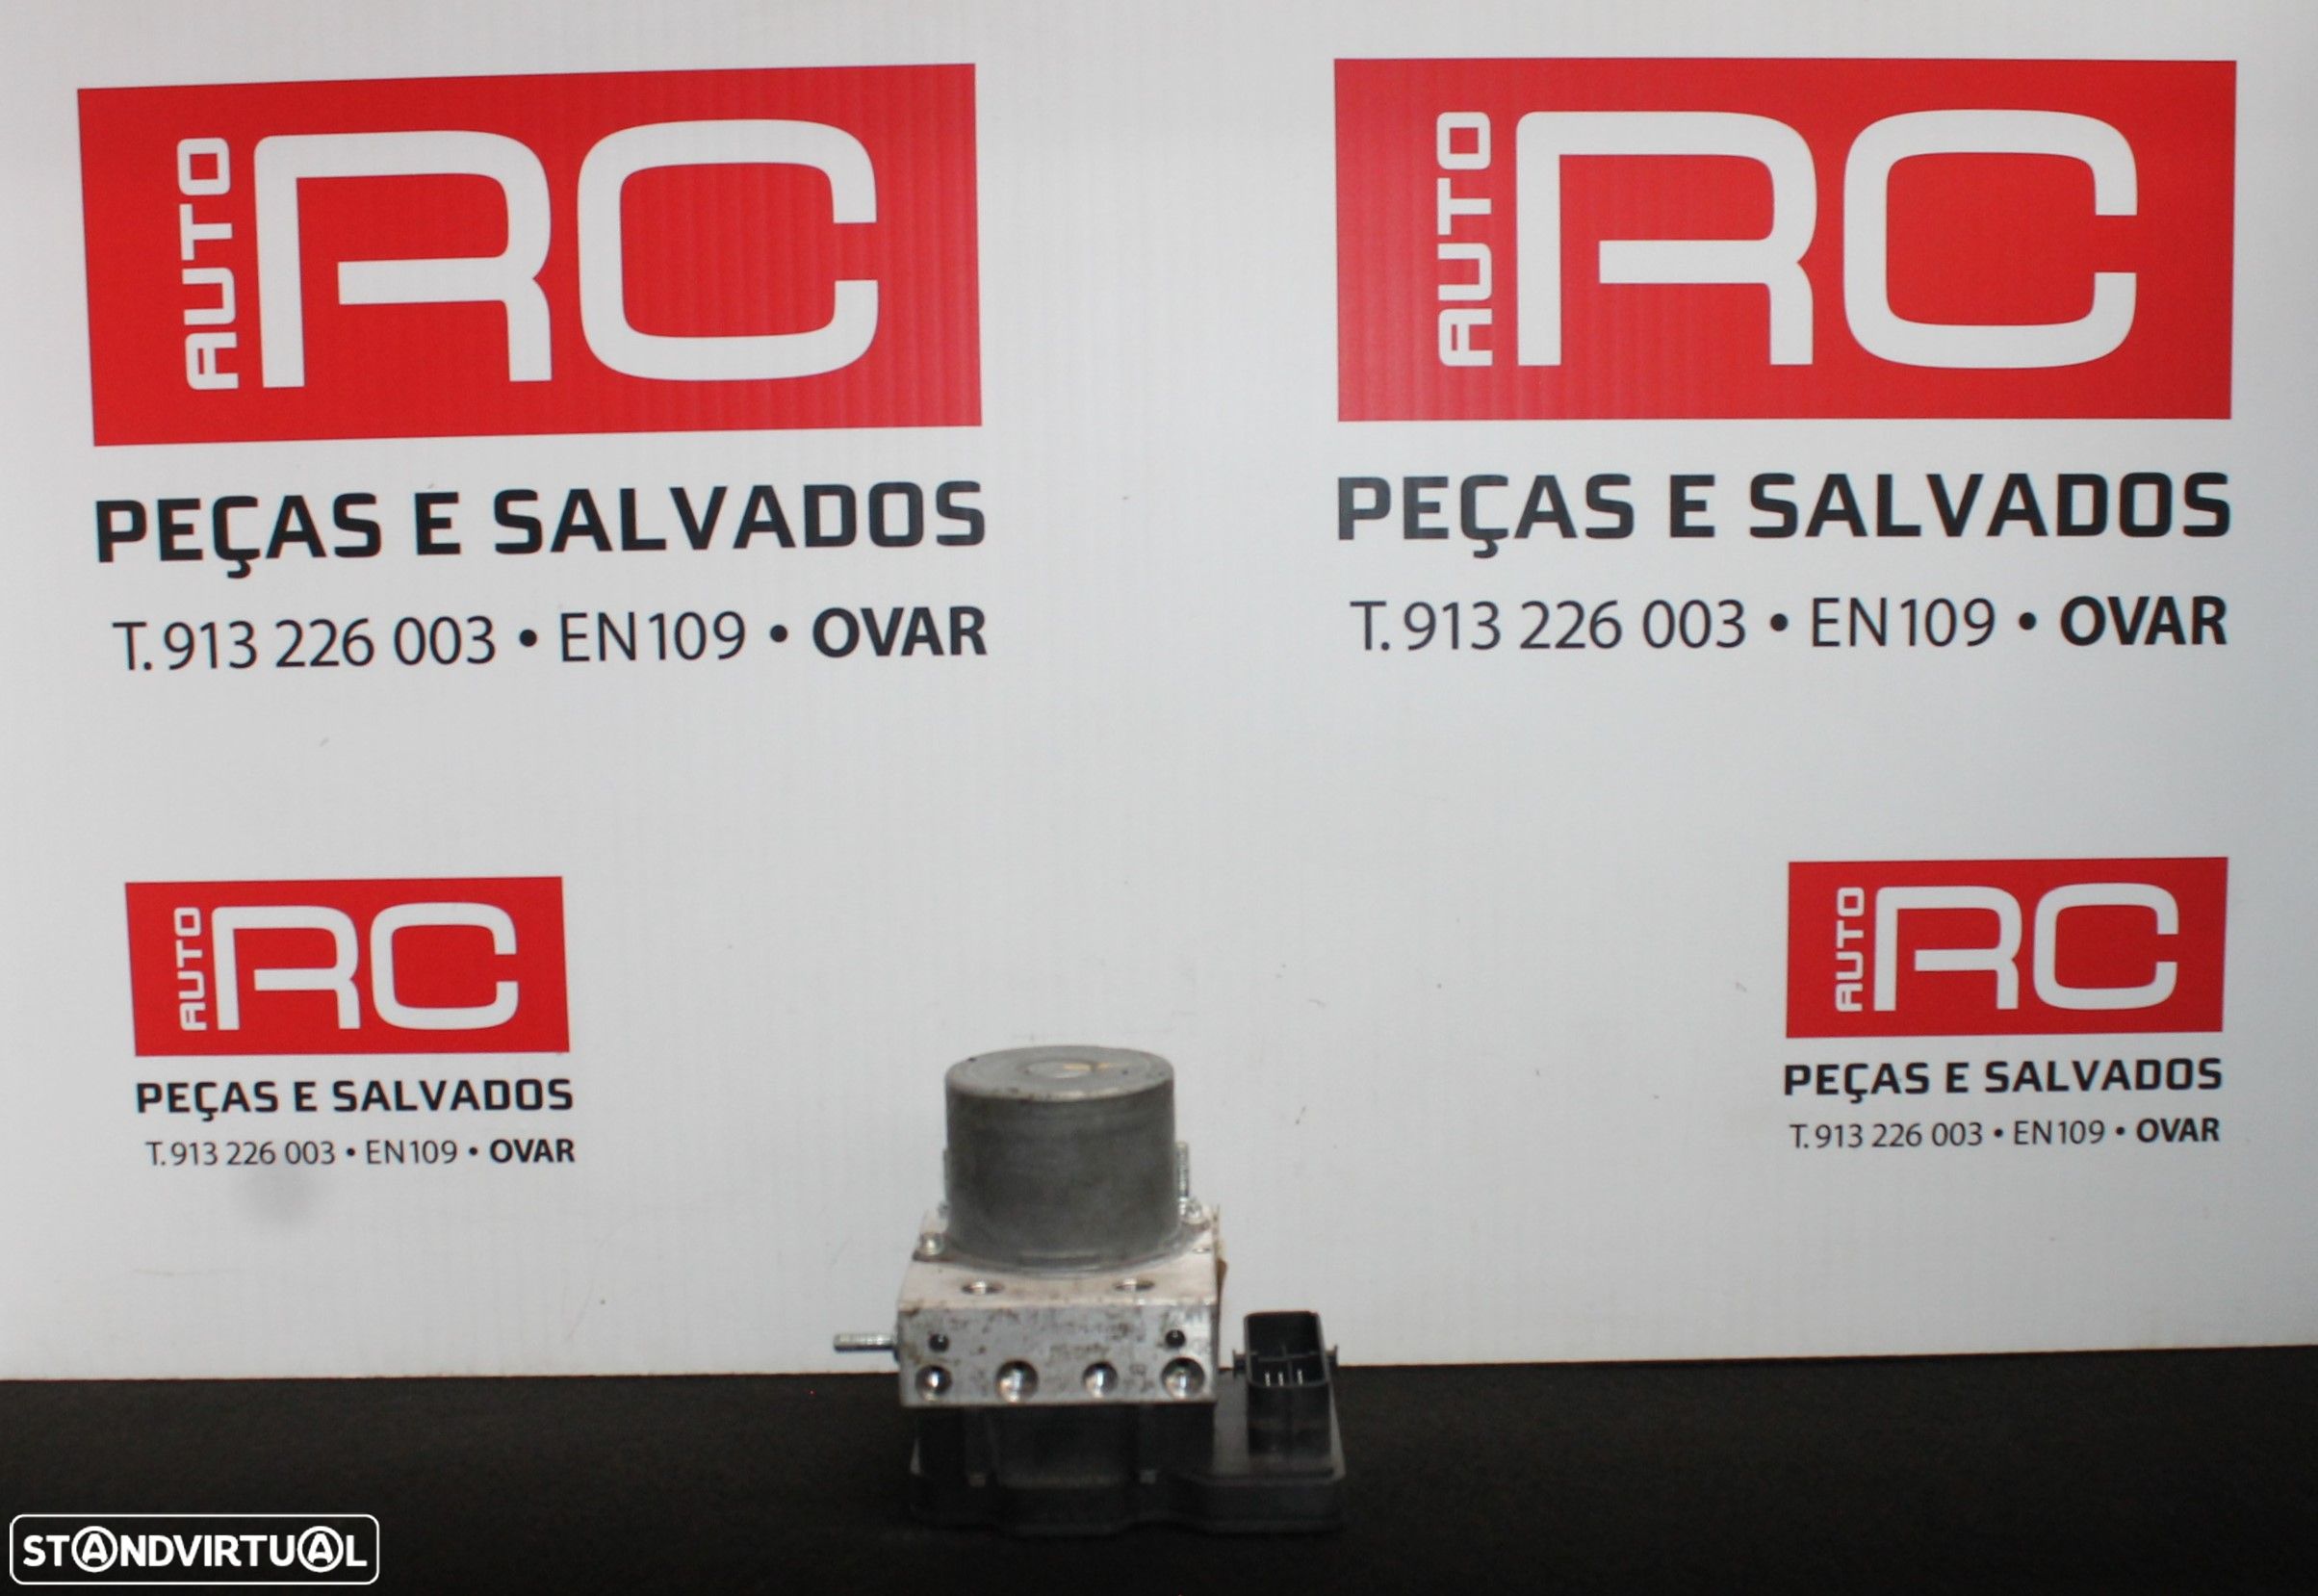 AUTO RC
PEÇAS E SALVADOS
T. 913 226 003 • EN109 • OVAR
AUTO RC
PEÇAS E SALVADOS
T. 913 226 003 • EN109 • OVAR
AUTO RC
PEÇAS E SALVADOS
T. 913 226 003 • EN109 • OVAR
AUTO RC
PEÇAS E SALVADOS
T. 913 226 003 • EN109 • OVAR
STANDVIRTUAL